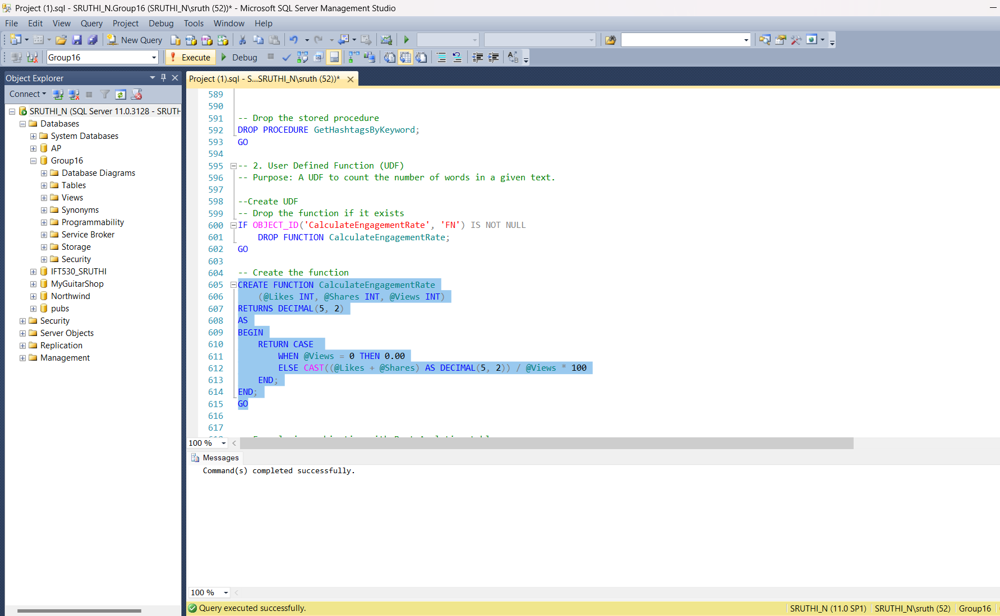 Project (1).sql - SRUTHI_N.Group16 (SRUTHI_N\sruth (52))* - Microsoft SQL Server Management Studio
File Edit View Query Project Debug Tools Window Help
New Query
Group16 Execute Debug
Object Explorer
Connect
SRUTHI_N (SQL Server 11.0.3128 - SRUTH
Databases
System Databases
AP
Group16
Database Diagrams
Tables
Views
Synonyms
Programmability
Service Broker
Storage
Security
IFT530_SRUTHI
MyGuitarShop
Northwind
pubs
Security
Server Objects
Replication
Management
Project (1).sql - S...SRUTHI_N\sruth (52))*
589
590
591 -- Drop the stored procedure
592 DROP PROCEDURE GetHashtagsByKeyword;
593 GO
594
595 -- 2. User Defined Function (UDF)
596 -- Purpose: A UDF to count the number of words in a given text.
597
598 --Create UDF
599 -- Drop the function if it exists
600 IF OBJECT_ID('CalculateEngagementRate', 'FN') IS NOT NULL
601 DROP FUNCTION CalculateEngagementRate;
602 GO
603
604 -- Create the function
605 CREATE FUNCTION CalculateEngagementRate
606 (@Likes INT, @Shares INT, @Views INT)
607 RETURNS DECIMAL(5, 2)
608 AS
609 BEGIN
610 RETURN CASE
611 WHEN @Views = 0 THEN 0.00
612 ELSE CAST((@Likes + @Shares) AS DECIMAL(5, 2)) / @Views * 100
613 END;
614 END;
615 GO
616
617
100 %
Messages
Command(s) completed successfully.
100 %
Query executed successfully. SRUTHI_N (11.0 SP1) SRUTHI_N\sruth (52) Group16